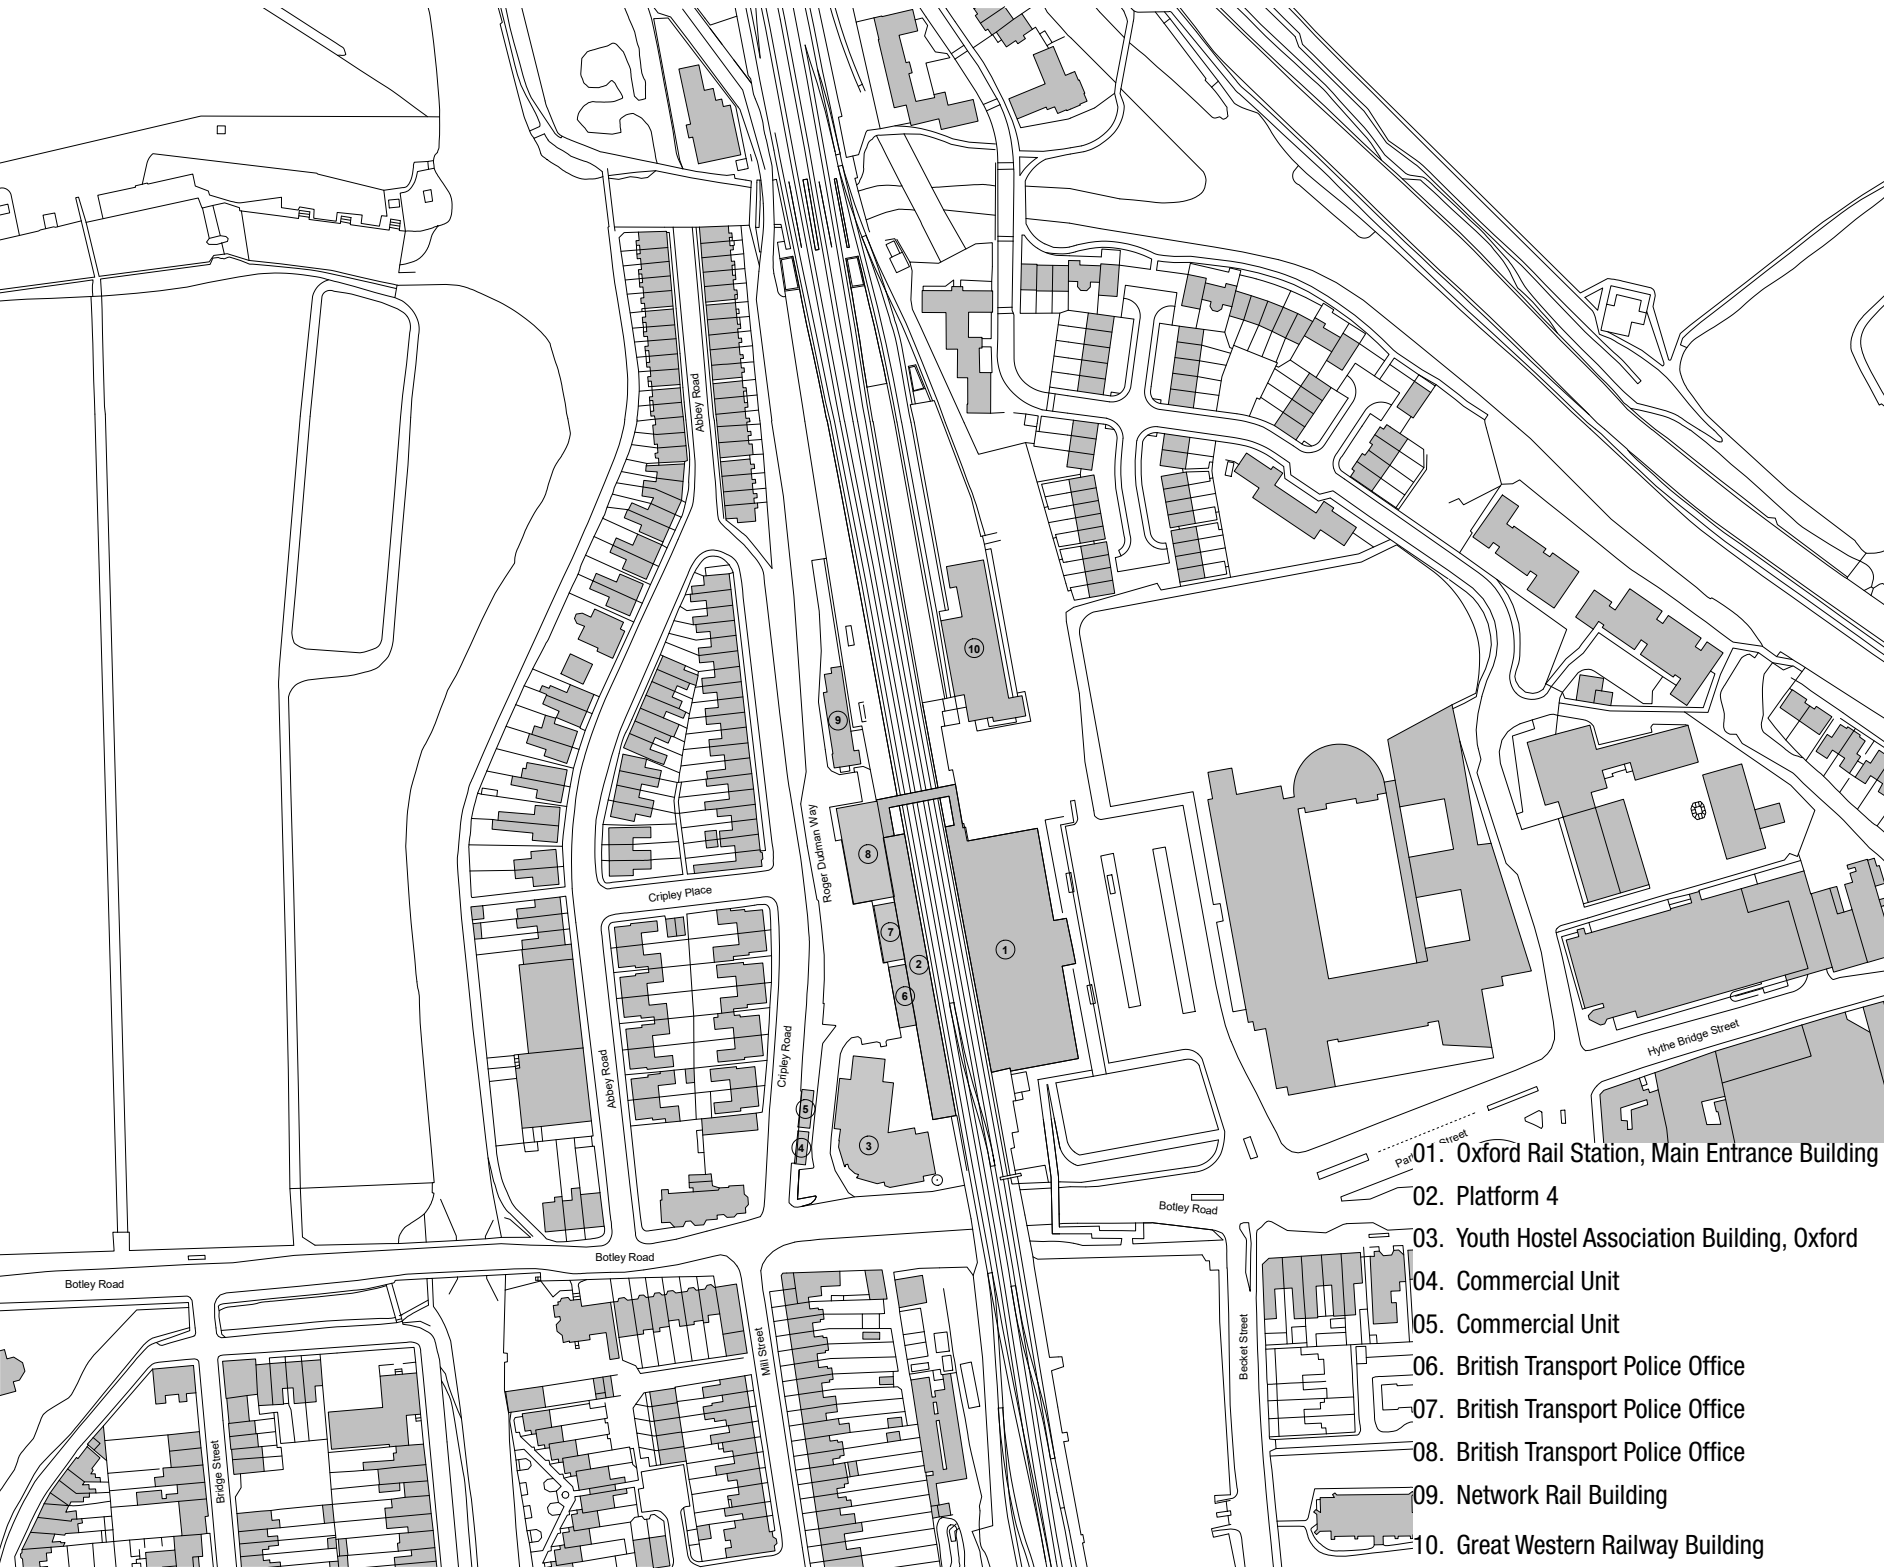 Abbey Road
10
9
Roger Dudman Way
8
Cripley Place
7
1
2
6
Hythe Bridge Street
Cripley Road
Abbey Road
5
4
3
Street
01. Oxford Rail Station, Main Entrance Building
02. Platform 4
Botley Road
03. Youth Hostel Association Building, Oxford
Botley Road
Botley Road
04. Commercial Unit
05. Commercial Unit
Mill Street
Becket Street
06. British Transport Police Office
07. British Transport Police Office
08. British Transport Police Office
Bridge Street
09. Network Rail Building
10. Great Western Railway Building